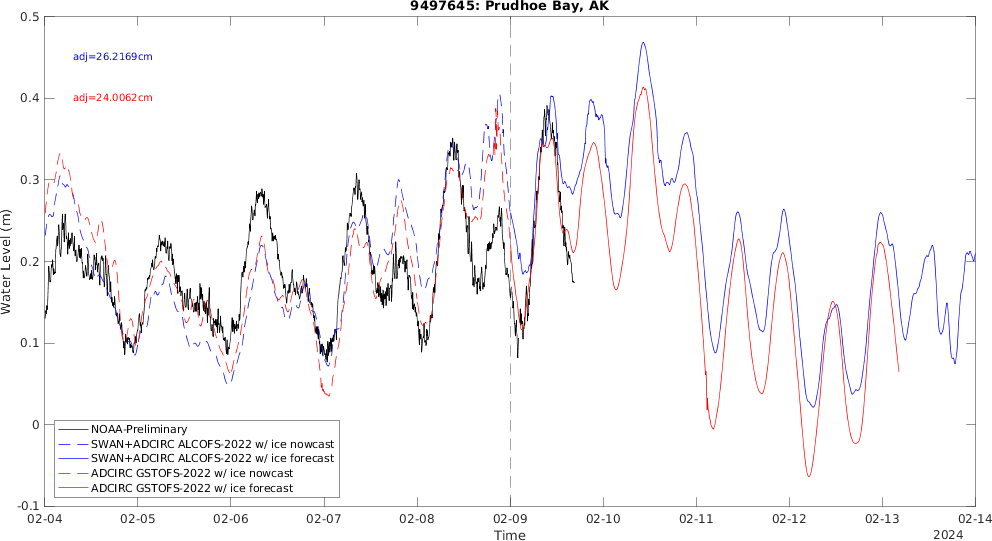 9497645: Prudhoe Bay, AK
0.5
adj=26.2169cm
adj=24.0062cm
0.4
0.3
0.2
0.1
0
-0.1
Water Level (m)
NOAA-Preliminary
SWAN+ADCIRC ALCOFS-2022 w/ ice nowcast
SWAN+ADCIRC ALCOFS-2022 w/ ice forecast
ADCIRC GSTOFS-2022 w/ ice nowcast
ADCIRC GSTOFS-2022 w/ ice forecast
02-04 02-05 02-06 02-07 02-08 02-09 02-10 02-11 02-12 02-13 02-14
Time
2024